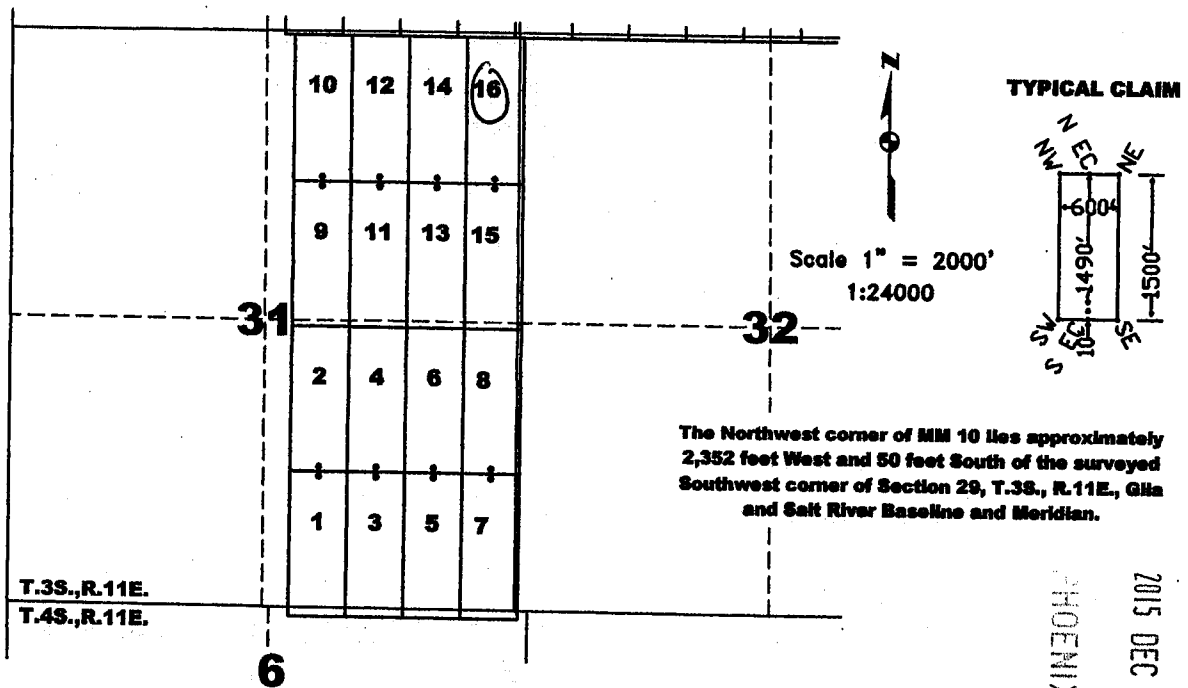 10 12 14 16
9 11 13 15
31
32
2 4 6 8
1 3 5 7
T.3S.,R.11E.
T.4S.,R.11E.
6
N
Scale 1" = 2000'
1:24000
TYPICAL CLAIM
NW
N EC
NE
600'
1490'
1500'
10
SW
S EC
SE
The Northwest corner of MM 10 lies approximately
2,352 feet West and 50 feet South of the surveyed
Southwest corner of Section 29, T.3S., R.11E., Gila
and Salt River Baseline and Meridian.
2015 DEC
PHOENIX